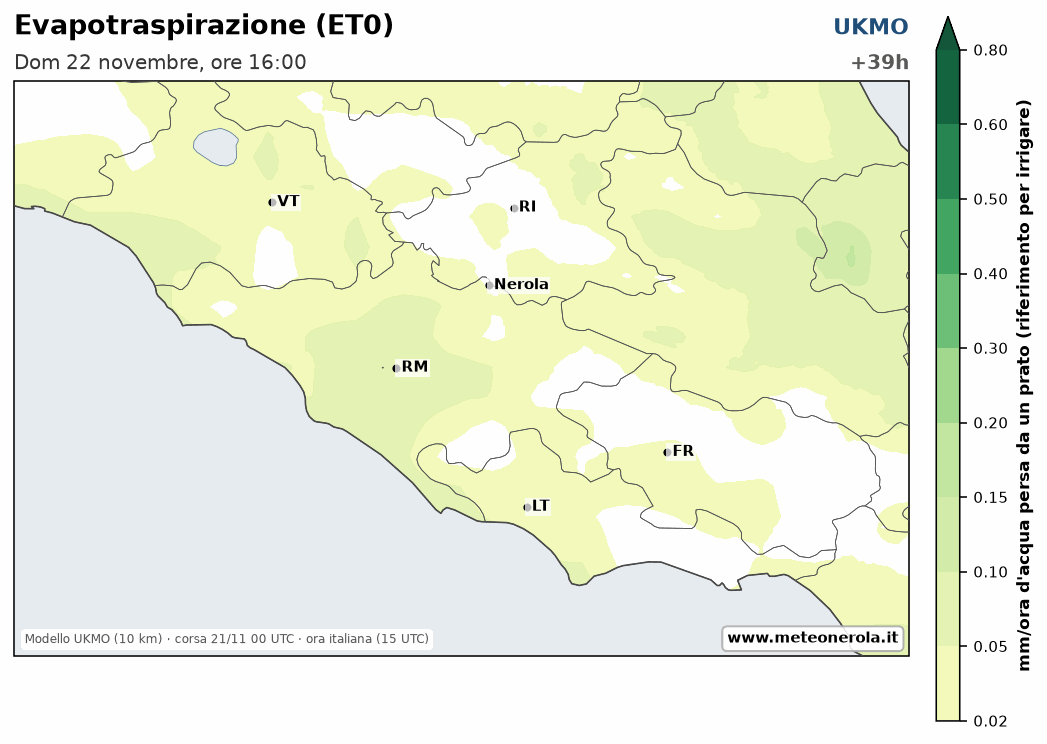 Evapotraspirazione (ET0)
UKMO
Dom 22 novembre, ore 16:00
+39h
VT
RI
Nerola
RM
FR
LT
Modello UKMO (10 km) · corsa 21/11 00 UTC · ora italiana (15 UTC)
www.meteonerola.it
0.80
0.60
0.50
0.40
0.30
0.20
0.15
0.10
0.05
0.02
mm/ora d'acqua persa da un prato (riferimento per irrigare)